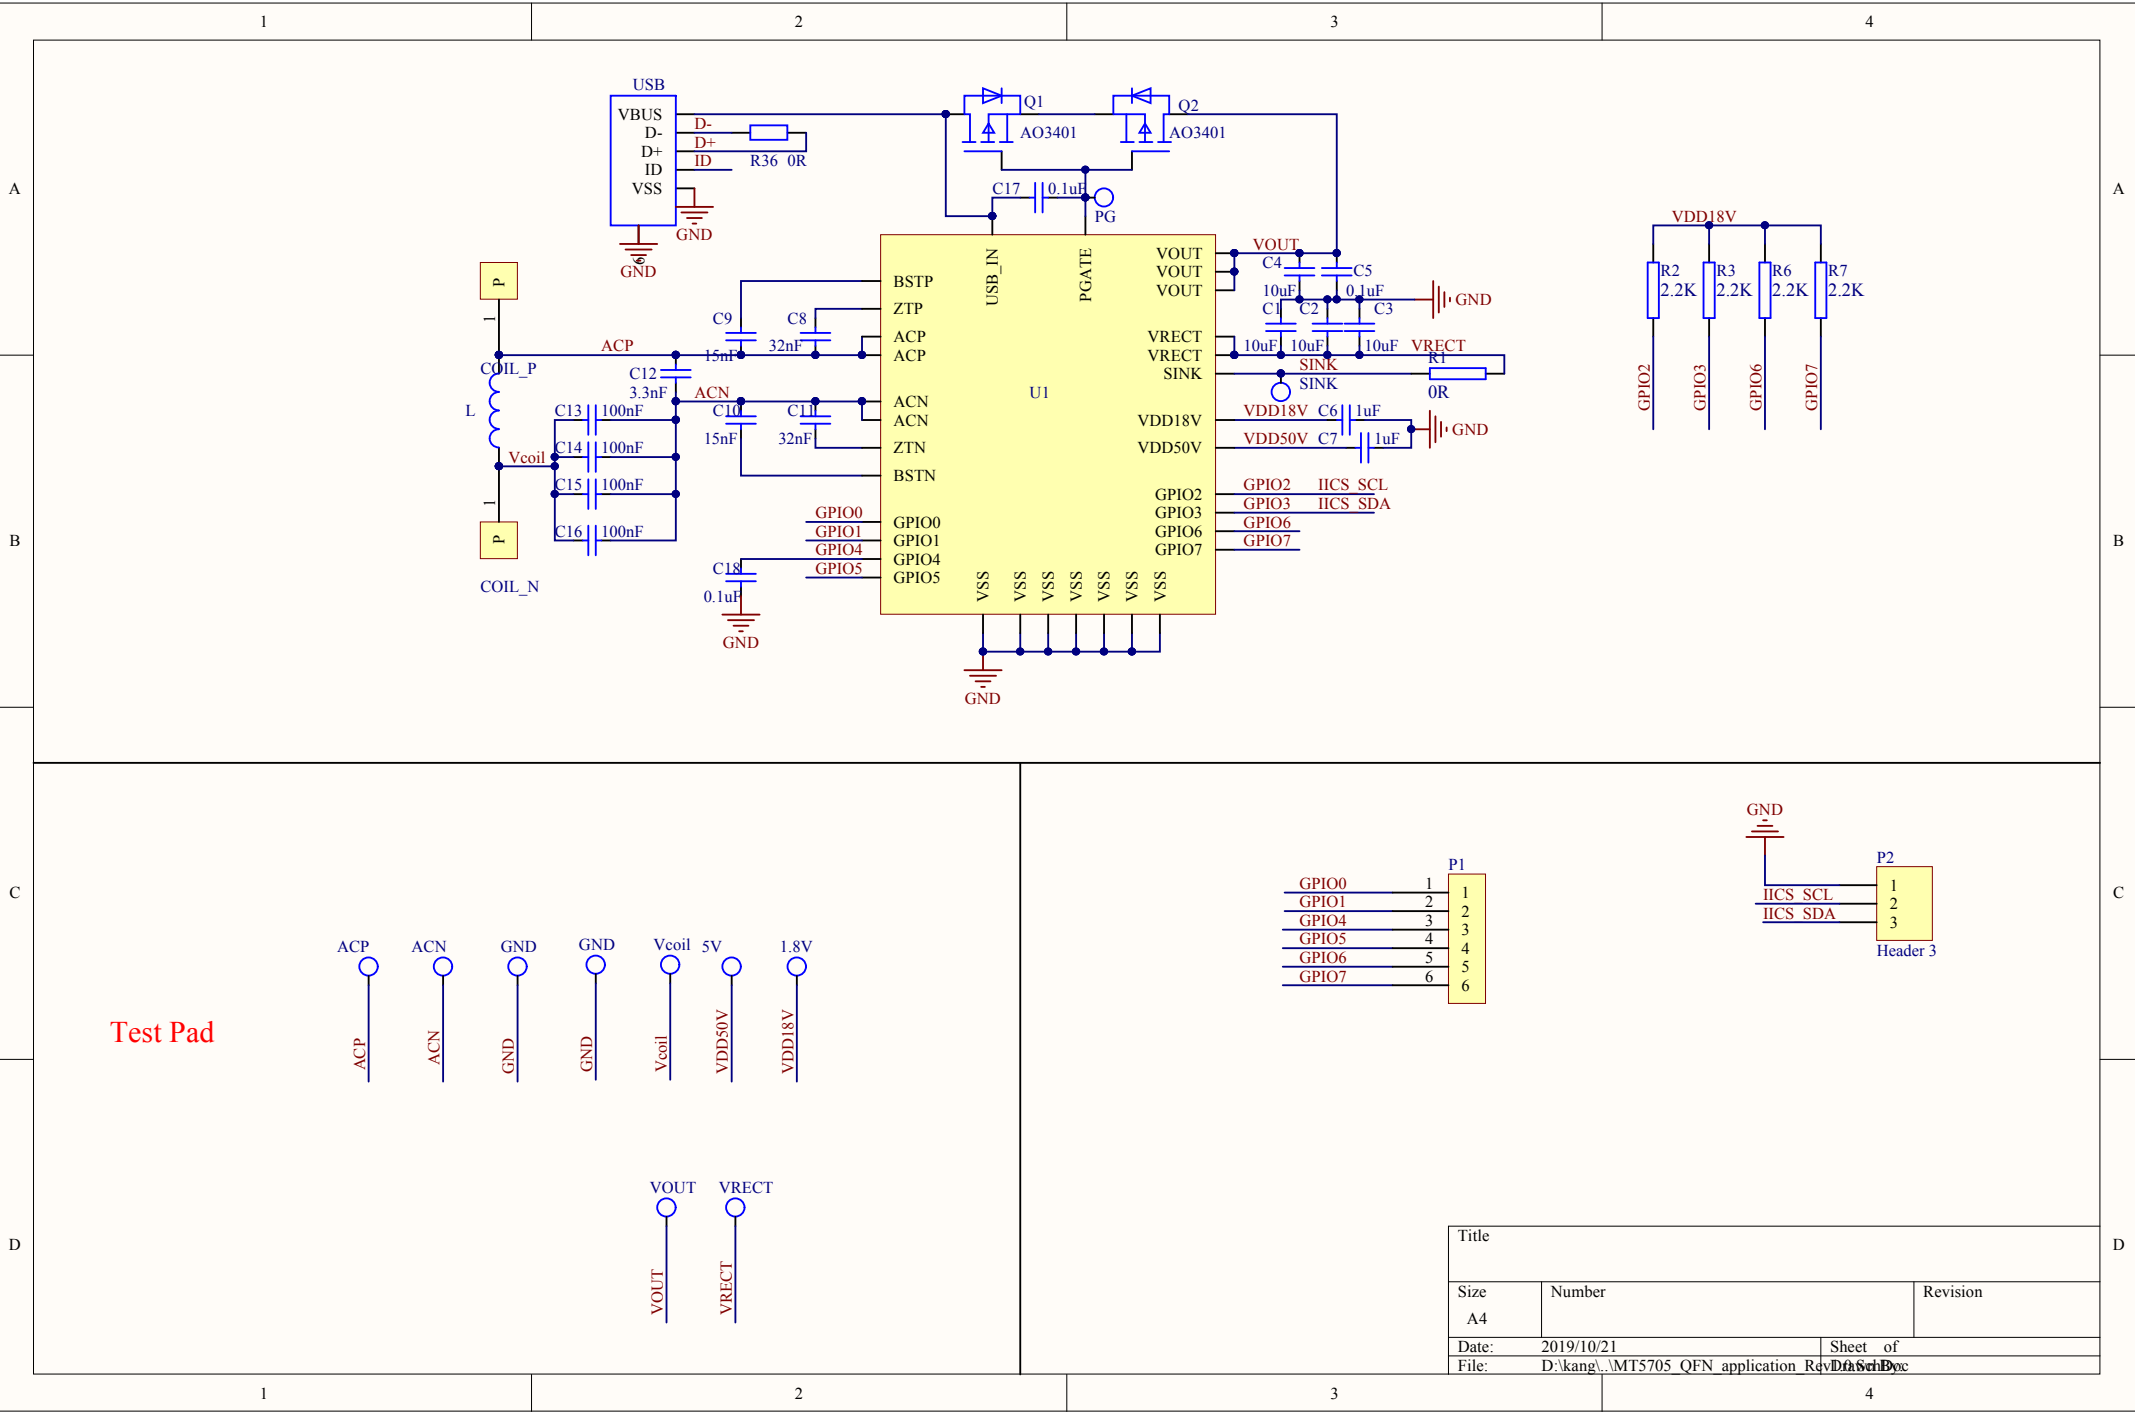 1 2 3 4
USB
VBUS
D-
D+
ID
VSS
D-
D+
ID
R36 0R
GND
GND
Q1
AO3401
Q2
AO3401
C17 0.1uF
PG
A A
VDD18V
R2
2.2K
R3
2.2K
R6
2.2K
R7
2.2K
GPIO2
GPIO3
GPIO6
GPIO7
P
1
COIL_P
L
Vcoil
1
P
COIL_N
ACP
C9
15nF
C8
32nF
C12
3.3nF
ACN
C10
15nF
C11
32nF
C13 100nF
C14 100nF
C15 100nF
C16 100nF
GPIO0
GPIO1
GPIO4
GPIO5
C18
0.1uF
GND
BSTP
ZTP
ACP
ACP
ACN
ACN
ZTN
BSTN
GPIO0
GPIO1
GPIO4
GPIO5
USB_IN
PGATE
U1
VOUT
VOUT
VOUT
VRECT
VRECT
SINK
VDD18V
VDD50V
GPIO2
GPIO3
GPIO6
GPIO7
VSS VSS VSS VSS VSS VSS VSS
GND
VOUT
C4
10uF
C5
0.1uF
GND
C1
10uF
C2
10uF
C3
10uF
VRECT
SINK
SINK
R1
0R
VDD18V C6 1uF
VDD50V C7 1uF
GND
GPIO2 IICS_SCL
GPIO3 IICS_SDA
GPIO6
GPIO7
B B
C C
Test Pad
ACP ACN GND GND Vcoil 5V 1.8V
ACP ACN GND GND Vcoil VDD50V VDD18V
VOUT VRECT
VOUT VRECT
P1
GPIO0 1 1
GPIO1 2 2
GPIO4 3 3
GPIO5 4 4
GPIO6 5 5
GPIO7 6 6
GND
P2
1
IICS_SCL 2
IICS_SDA 3
Header 3
D D
Title
Size Number Revision
A4
Date: 2019/10/21 Sheet of
File: D:\kang\..\MT5705_QFN_application_Rev
1 2 3 4